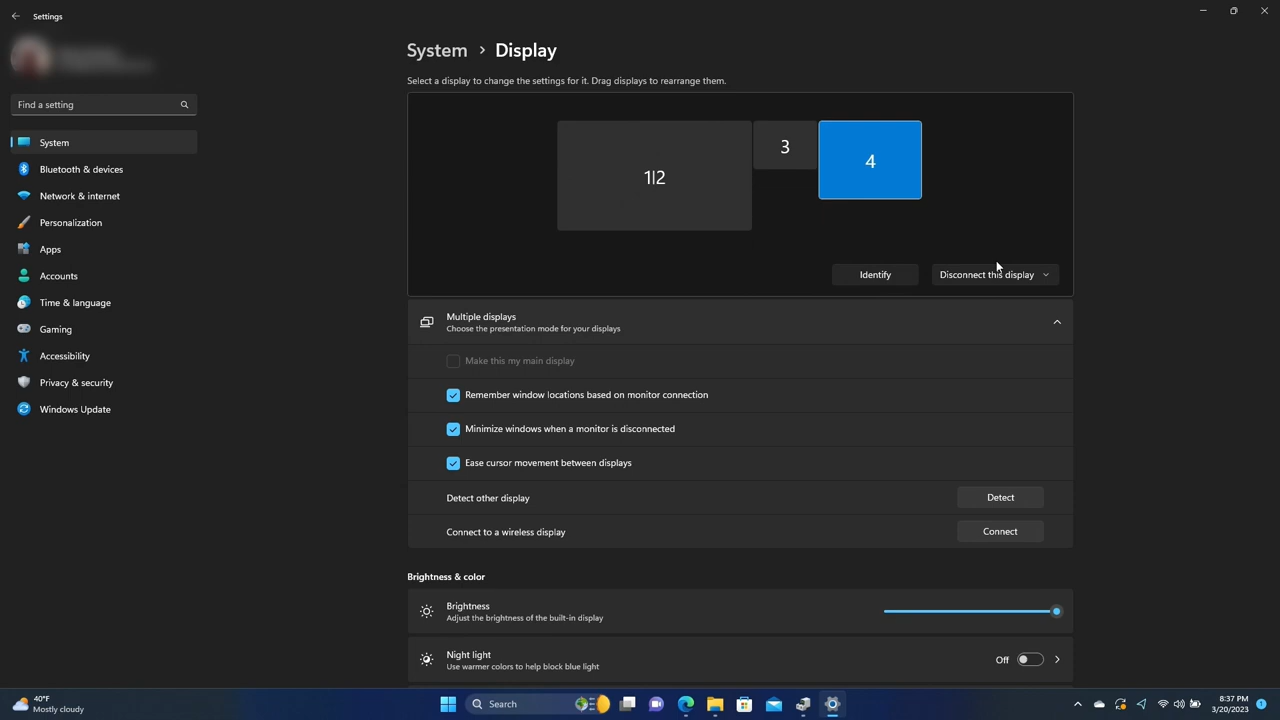 Settings
System > Display
Select a display to change the settings for it. Drag displays to rearrange them.
Find a setting
System
Bluetooth & devices
Network & internet
Personalization
Apps
Accounts
Time & language
Gaming
Accessibility
Privacy & security
Windows Update
1|2
3
4
Identify
Disconnect this display
Multiple displays
Choose the presentation mode for your displays
Make this my main display
Remember window locations based on monitor connection
Minimize windows when a monitor is disconnected
Ease cursor movement between displays
Detect other display
Detect
Connect to a wireless display
Connect
Brightness & color
Brightness
Adjust the brightness of the built-in display
Night light
Use warmer colors to help block blue light
Off
40°F
Mostly cloudy
Search
8:37 PM
3/20/2023
1